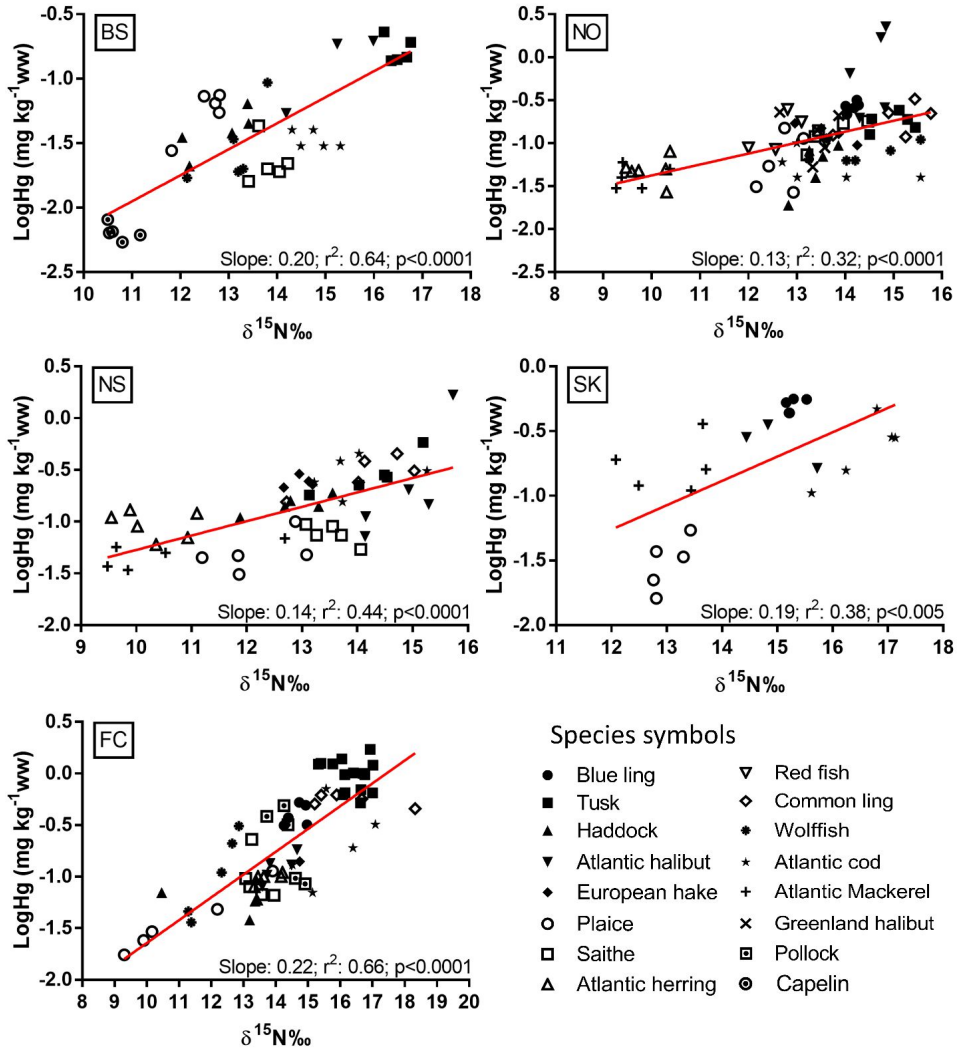 BS
LogHg (mg kg⁻¹ww)
-0.5
-1.0
-1.5
-2.0
-2.5
Slope: 0.20; r²: 0.64; p<0.0001
10 11 12 13 14 15 16 17 18
δ¹⁵N‰
NO
LogHg (mg kg⁻¹ww)
0.5
0.0
-0.5
-1.0
-1.5
-2.0
-2.5
Slope: 0.13; r²: 0.32; p<0.0001
8 9 10 11 12 13 14 15 16
δ¹⁵N‰
NS
LogHg (mg kg⁻¹ww)
0.5
0.0
-0.5
-1.0
-1.5
-2.0
Slope: 0.14; r²: 0.44; p<0.0001
9 10 11 12 13 14 15 16
δ¹⁵N‰
SK
LogHg (mg kg⁻¹ww)
0.0
-0.5
-1.0
-1.5
-2.0
Slope: 0.19; r²: 0.38; p<0.005
11 12 13 14 15 16 17 18
δ¹⁵N‰
FC
LogHg (mg kg⁻¹ww)
0.5
0.0
-0.5
-1.0
-1.5
-2.0
Slope: 0.22; r²: 0.66; p<0.0001
8 9 10 11 12 13 14 15 16 17 18 19 20
δ¹⁵N‰
Species symbols
Blue ling
Tusk
Haddock
Atlantic halibut
European hake
Plaice
Saithe
Atlantic herring
Red fish
Common ling
Wolffish
Atlantic cod
Atlantic Mackerel
Greenland halibut
Pollock
Capelin